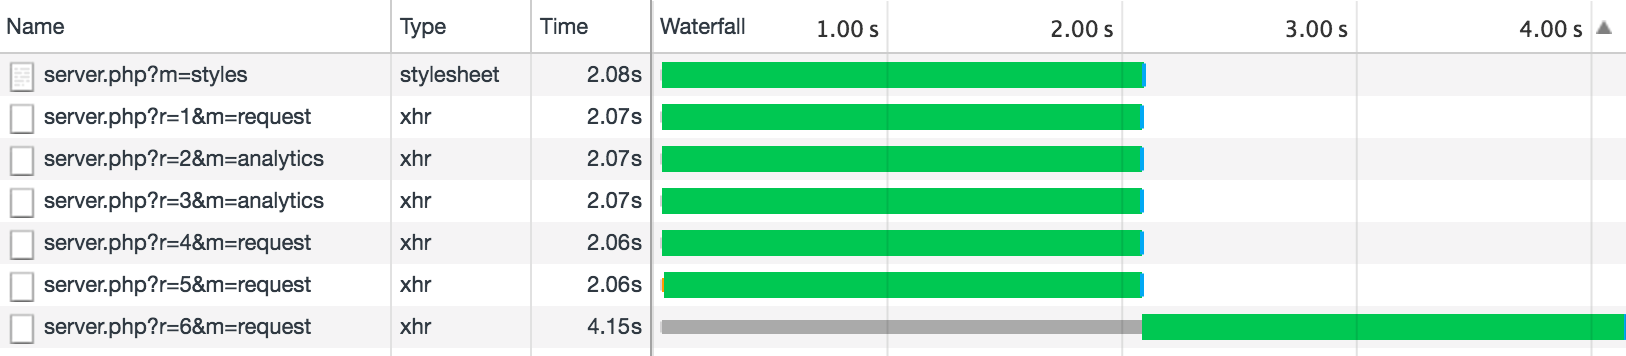 Name Type Time Waterfall 1.00 s 2.00 s 3.00 s 4.00 s
server.php?m=styles stylesheet 2.08s
server.php?r=1&m=request xhr 2.07s
server.php?r=2&m=analytics xhr 2.07s
server.php?r=3&m=analytics xhr 2.07s
server.php?r=4&m=request xhr 2.06s
server.php?r=5&m=request xhr 2.06s
server.php?r=6&m=request xhr 4.15s